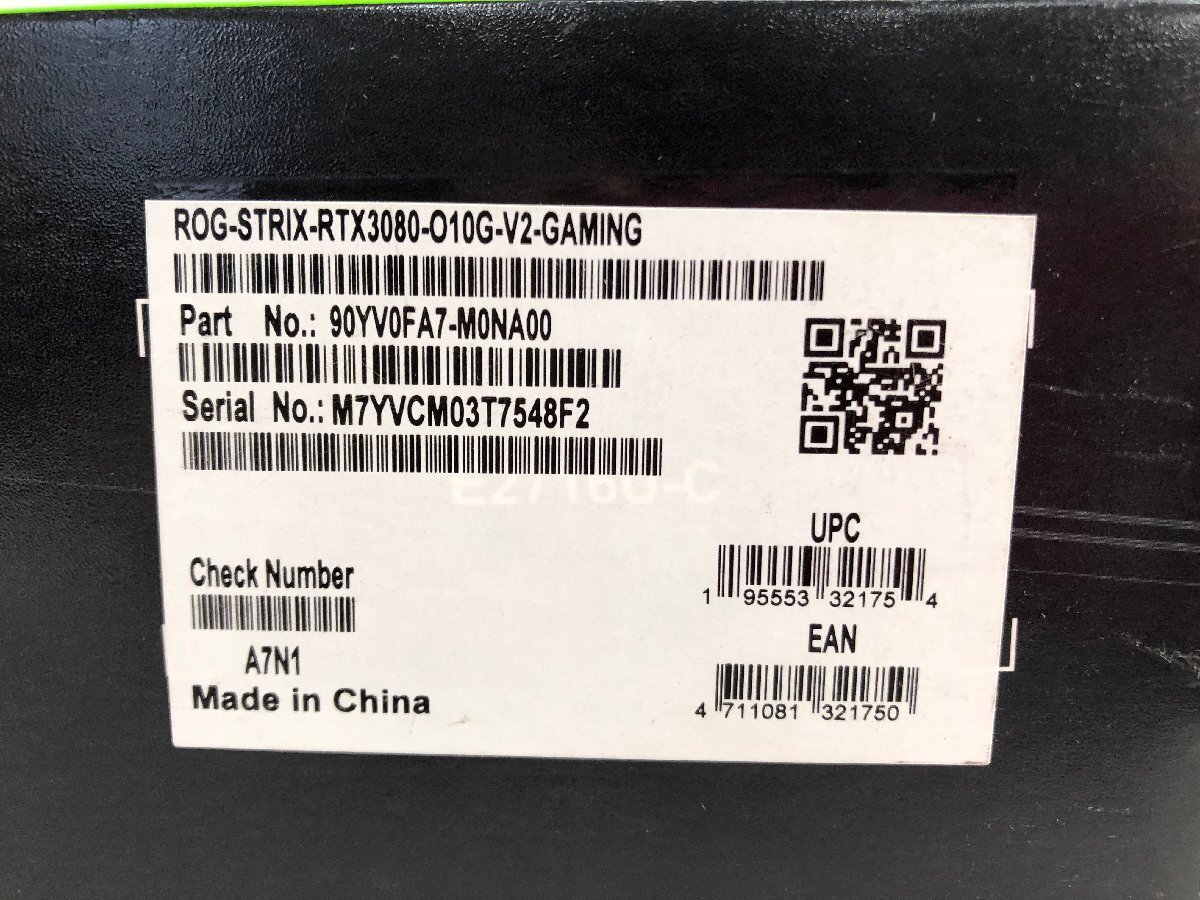 ROG-STRIX-RTX3080-O10G-V2-GAMING
Part No.: 90YV0FA7-M0NA00
Serial No.: M7YVCM03T7548F2
E2716U-C
Check Number
A7N1
Made in China
UPC
1 95553 32175 4
EAN
4 711081 321750